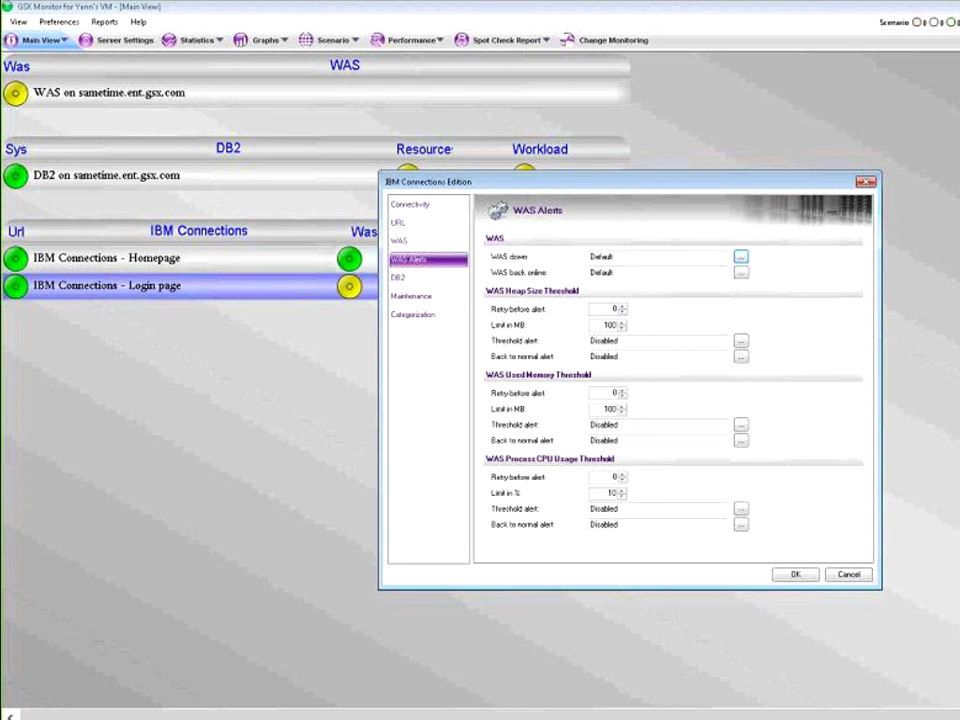 GSX Monitor for Yann's VM - [Main View]
View Preferences Reports Help
Scenario
Main View Server Settings Statistics Graphs Scenario Performance Spot Check Report Change Monitoring
Was WAS
WAS on sametime.ent.gsx.com
Sys DB2 Resource Workload
DB2 on sametime.ent.gsx.com
Url IBM Connections Was
IBM Connections - Homepage
IBM Connections - Login page
IBM Connections Edition
Connectivity
URL
WAS
WAS Alerts
DB2
Maintenance
Categorization
WAS Alerts
WAS
WAS down: Default ...
WAS back online: Default ...
WAS Heap Size Threshold
Retry before alert: 0
Limit in MB: 100
Threshold alert: Disabled ...
Back to normal alert: Disabled ...
WAS Used Memory Threshold
Retry before alert: 0
Limit in MB: 100
Threshold alert: Disabled ...
Back to normal alert: Disabled ...
WAS Process CPU Usage Threshold
Retry before alert: 0
Limit in %: 10
Threshold alert: Disabled ...
Back to normal alert: Disabled ...
OK Cancel